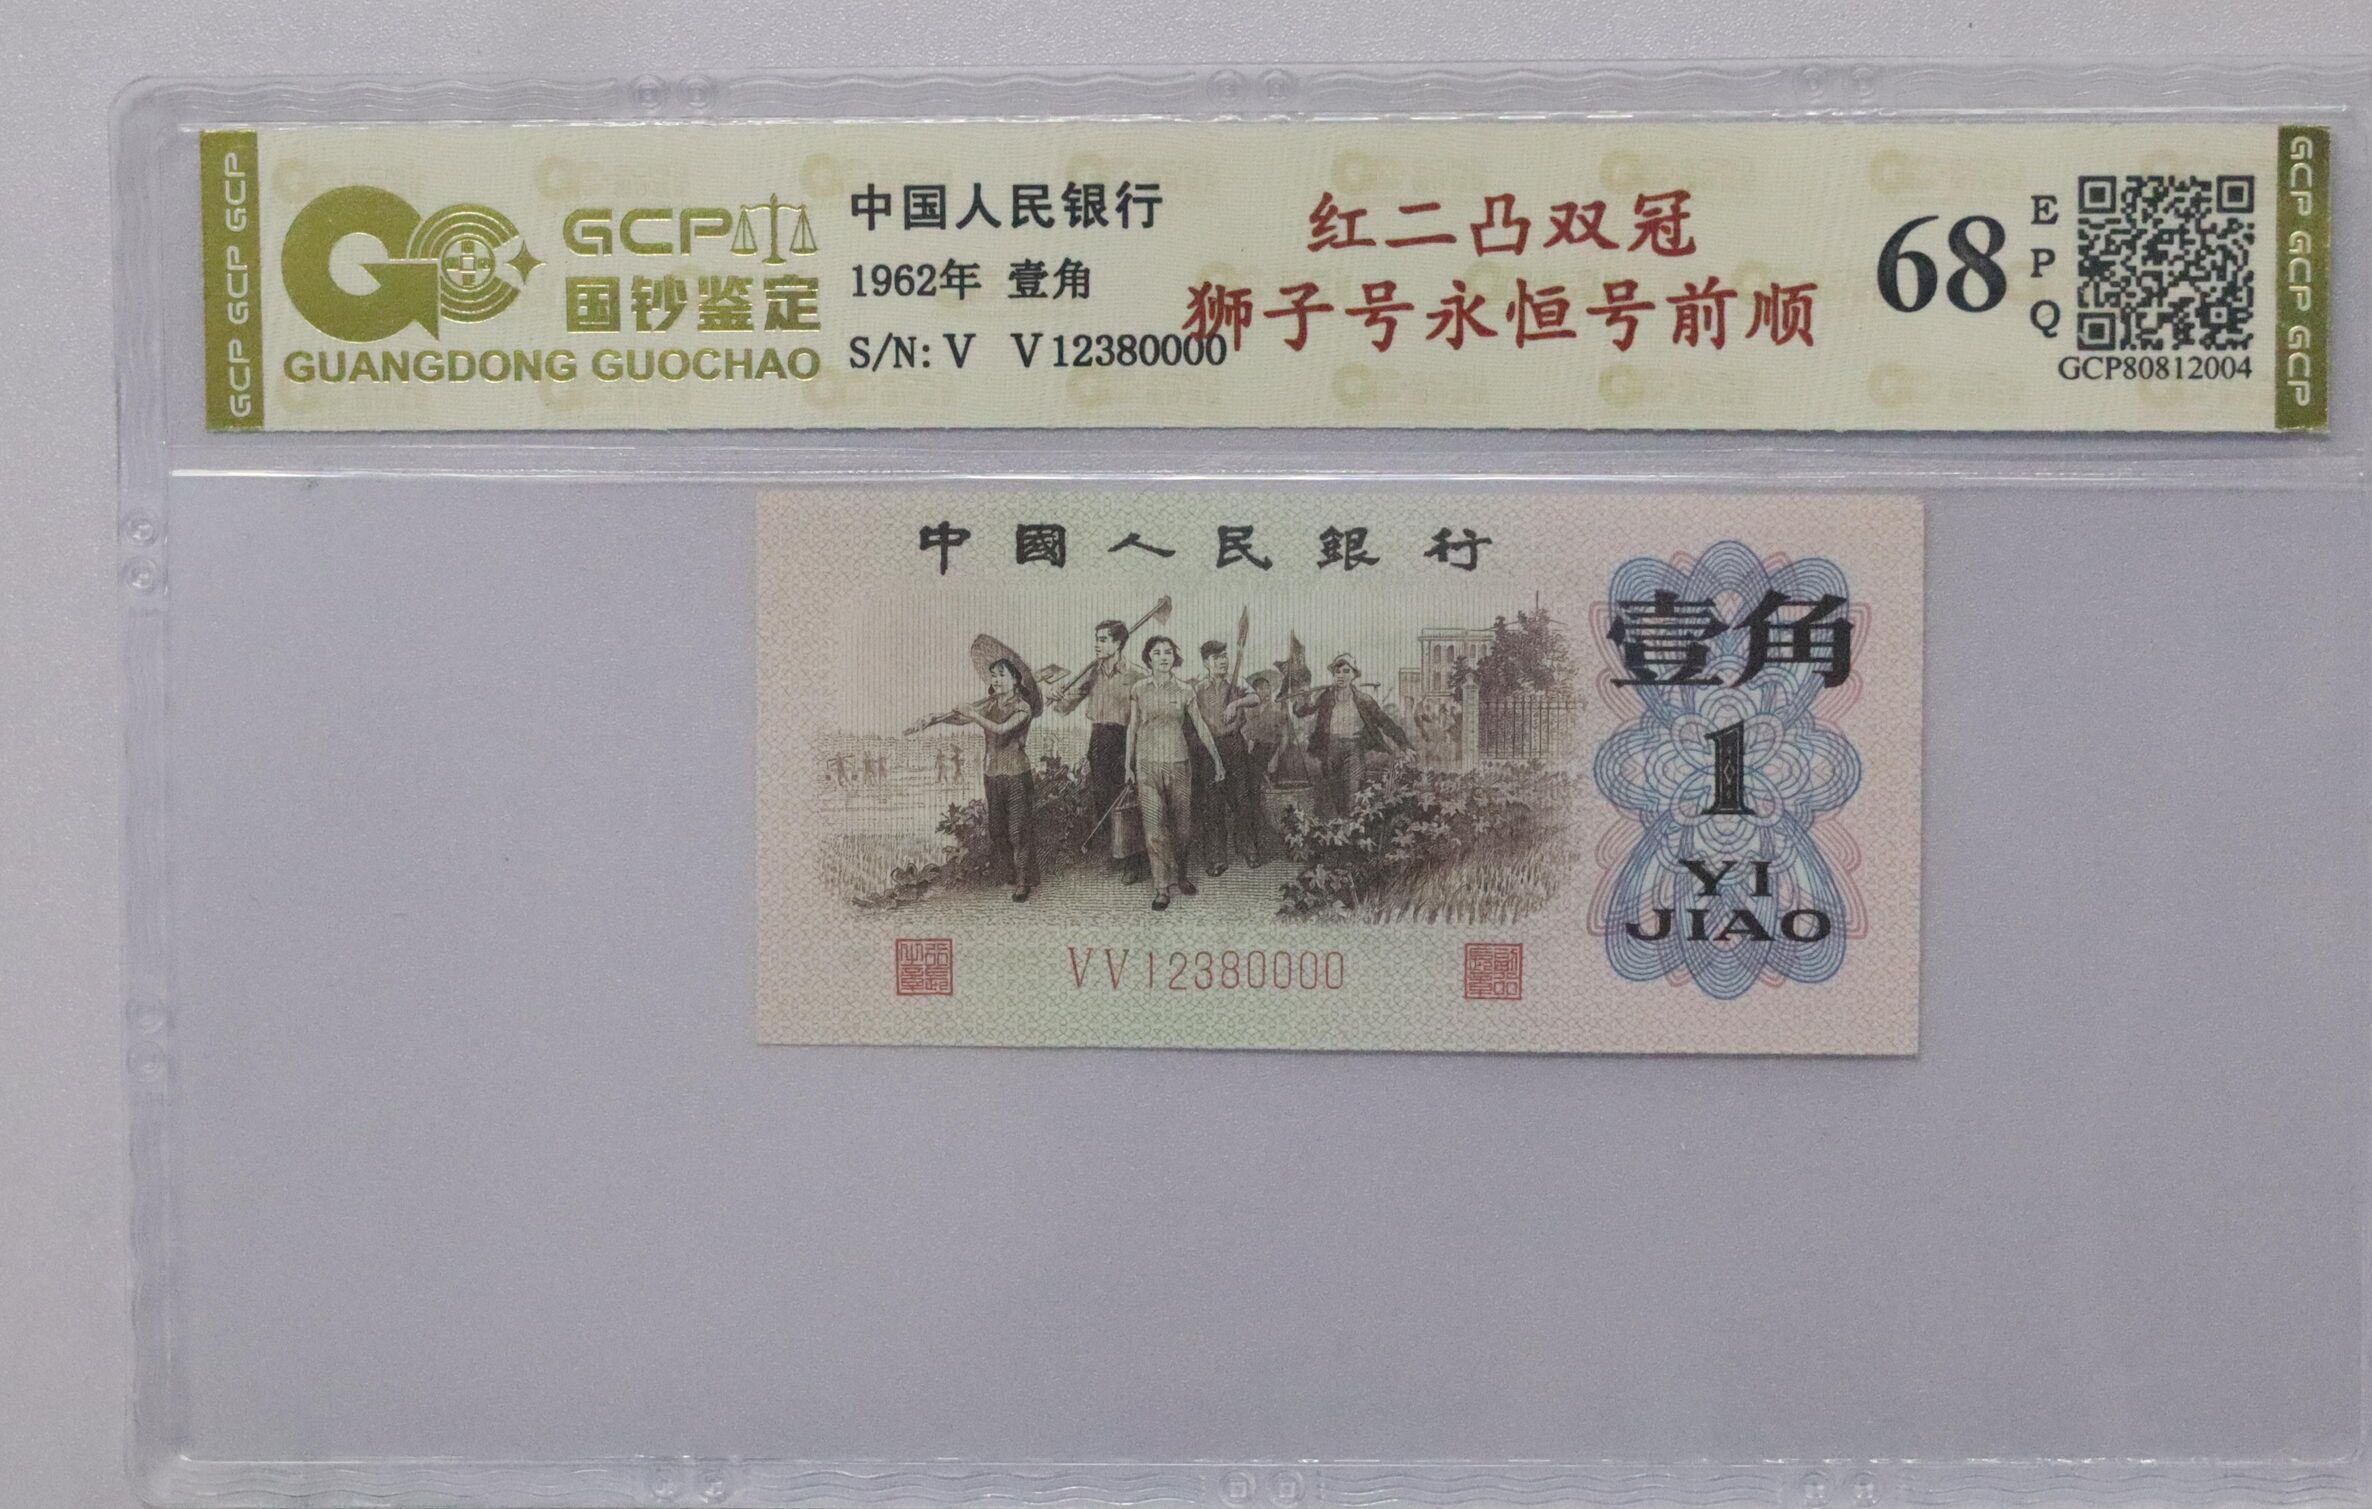 GCP GCP GCP
GCP
国钞鉴定
GUANGDONG GUOCHAO
中国人民银行
1962年 壹角
S/N: V V 12380000
红二凸双冠
狮子号永恒号前顺
68
E
P
Q
GCP80812004
GCP GCP GCP
中國人民銀行
壹角
1
YI
JIAO
VV12380000